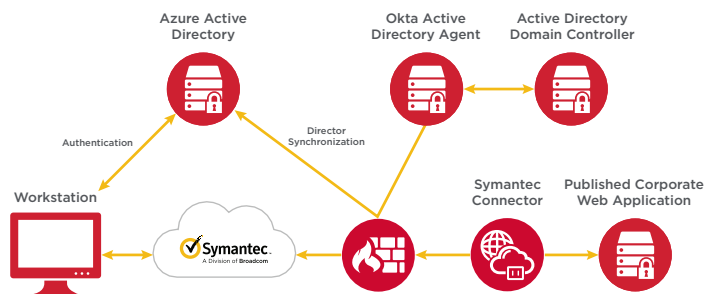 Azure Active
Directory
Okta Active
Directory Agent
Active Directory
Domain Controller
Authentication
Director
Synchronization
Workstation
Symantec
Connector
Published Corporate
Web Application
Symantec™
A Division of Broadcom